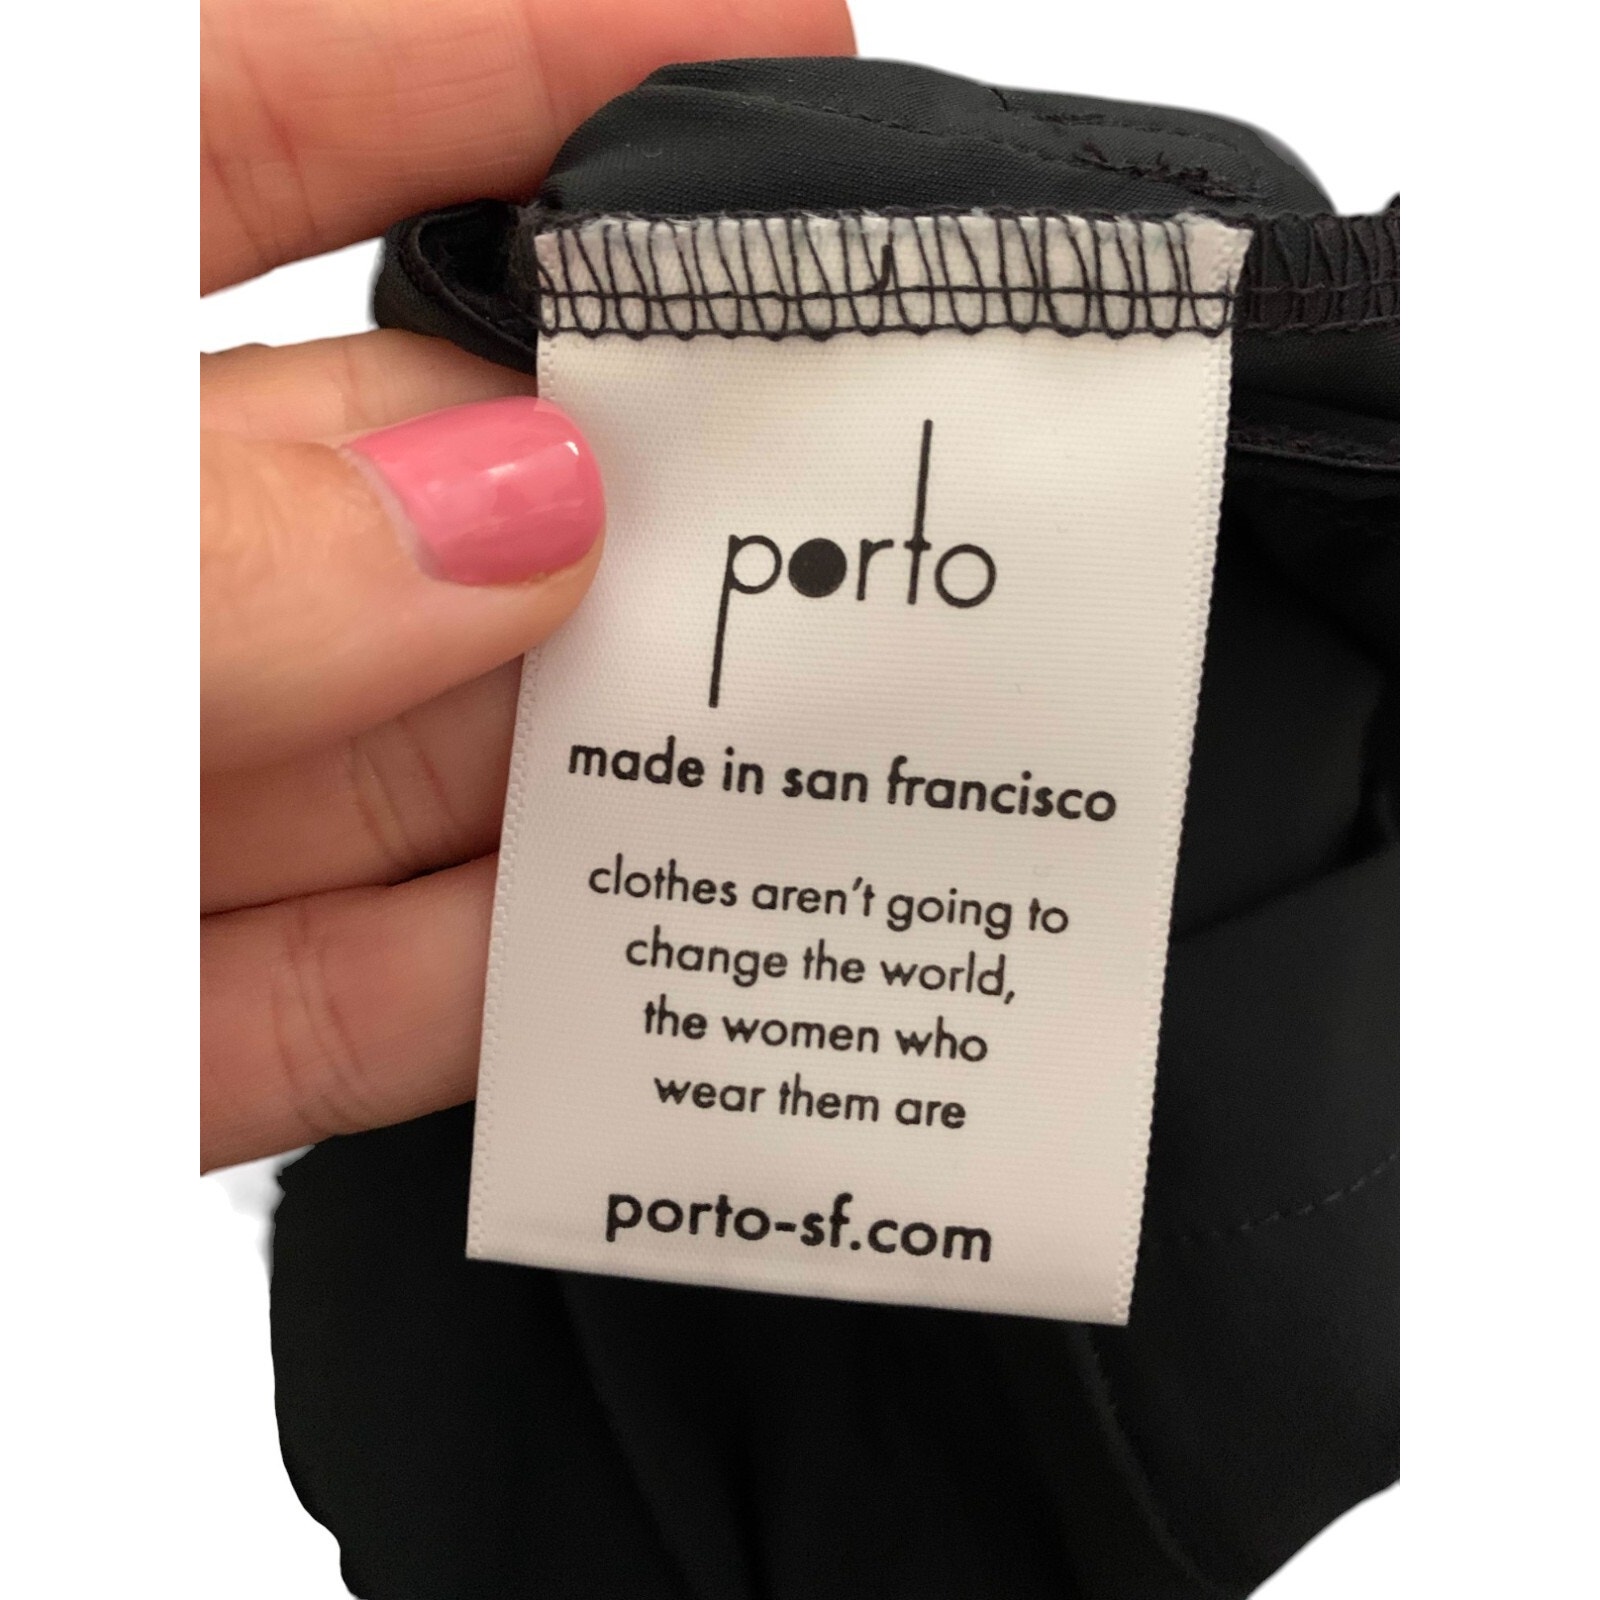 porto
made in san francisco
clothes aren't going to
change the world,
the women who
wear them are
porto-sf.com